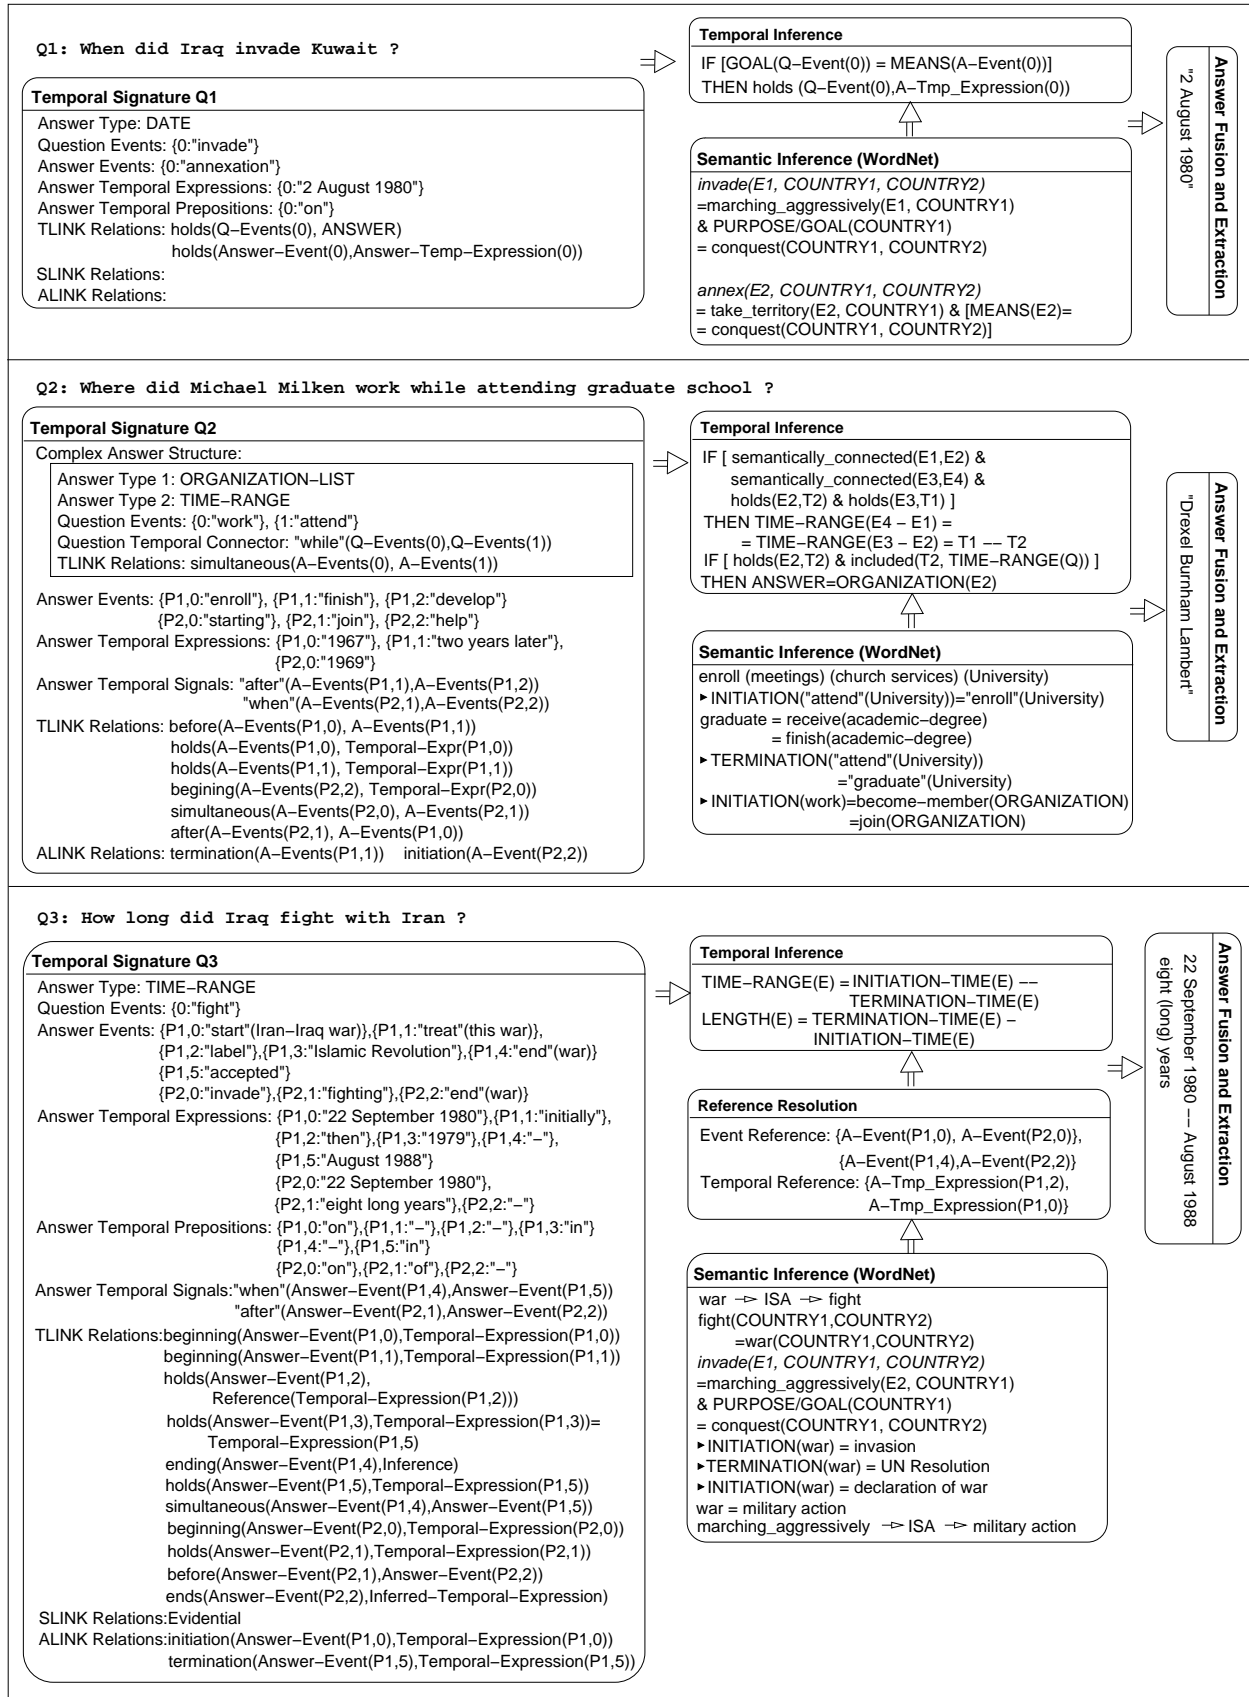 Q1: When did Iraq invade Kuwait ?
Temporal Signature Q1
Answer Type: DATE
Question Events: {0:"invade"}
Answer Events: {0:"annexation"}
Answer Temporal Expressions: {0:"2 August 1980"}
Answer Temporal Prepositions: {0:"on"}
TLINK Relations: holds(Q−Events(0), ANSWER)
holds(Answer−Event(0),Answer−Temp−Expression(0))
SLINK Relations:
ALINK Relations:
Temporal Inference
IF [GOAL(Q−Event(0)) = MEANS(A−Event(0))]
THEN holds (Q−Event(0),A−Tmp_Expression(0))
Semantic Inference (WordNet)
invade(E1, COUNTRY1, COUNTRY2)
=marching_aggressively(E1, COUNTRY1)
& PURPOSE/GOAL(COUNTRY1)
= conquest(COUNTRY1, COUNTRY2)
annex(E2, COUNTRY1, COUNTRY2)
= take_territory(E2, COUNTRY1) & [MEANS(E2)=
= conquest(COUNTRY1, COUNTRY2)]
Answer Fusion and Extraction
"2 August 1980"
Q2: Where did Michael Milken work while attending graduate school ?
Temporal Signature Q2
Complex Answer Structure:
Answer Type 1: ORGANIZATION−LIST
Answer Type 2: TIME−RANGE
Question Events: {0:"work"}, {1:"attend"}
Question Temporal Connector: "while"(Q−Events(0),Q−Events(1))
TLINK Relations: simultaneous(A−Events(0), A−Events(1))
Answer Events: {P1,0:"enroll"}, {P1,1:"finish"}, {P1,2:"develop"}
{P2,0:"starting"}, {P2,1:"join"}, {P2,2:"help"}
Answer Temporal Expressions: {P1,0:"1967"}, {P1,1:"two years later"},
{P2,0:"1969"}
Answer Temporal Signals: "after"(A−Events(P1,1),A−Events(P1,2))
"when"(A−Events(P2,1),A−Events(P2,2))
TLINK Relations: before(A−Events(P1,0), A−Events(P1,1))
holds(A−Events(P1,0), Temporal−Expr(P1,0))
holds(A−Events(P1,1), Temporal−Expr(P1,1))
begining(A−Events(P2,2), Temporal−Expr(P2,0))
simultaneous(A−Events(P2,0), A−Events(P2,1))
after(A−Events(P2,1), A−Events(P1,0))
ALINK Relations: termination(A−Events(P1,1)) initiation(A−Event(P2,2))
Temporal Inference
IF [ semantically_connected(E1,E2) &
semantically_connected(E3,E4) &
holds(E2,T2) & holds(E3,T1) ]
THEN TIME−RANGE(E4 − E1) =
= TIME−RANGE(E3 − E2) = T1 −− T2
IF [ holds(E2,T2) & included(T2, TIME−RANGE(Q)) ]
THEN ANSWER=ORGANIZATION(E2)
Semantic Inference (WordNet)
enroll (meetings) (church services) (University)
▸INITIATION("attend"(University))="enroll"(University)
graduate = receive(academic−degree)
= finish(academic−degree)
▸TERMINATION("attend"(University))
="graduate"(University)
▸INITIATION(work)=become−member(ORGANIZATION)
=join(ORGANIZATION)
Answer Fusion and Extraction
"Drexel Burnham Lambert"
Q3: How long did Iraq fight with Iran ?
Temporal Signature Q3
Answer Type: TIME−RANGE
Question Events: {0:"fight"}
Answer Events: {P1,0:"start"(Iran−Iraq war)},{P1,1:"treat"(this war)},
{P1,2:"label"},{P1,3:"Islamic Revolution"},{P1,4:"end"(war)}
{P1,5:"accepted"}
{P2,0:"invade"},{P2,1:"fighting"},{P2,2:"end"(war)}
Answer Temporal Expressions: {P1,0:"22 September 1980"},{P1,1:"initially"},
{P1,2:"then"},{P1,3:"1979"},{P1,4:"−"},
{P1,5:"August 1988"}
{P2,0:"22 September 1980"},
{P2,1:"eight long years"},{P2,2:"−"}
Answer Temporal Prepositions: {P1,0:"on"},{P1,1:"−"},{P1,2:"−"},{P1,3:"in"}
{P1,4:"−"},{P1,5:"in"}
{P2,0:"on"},{P2,1:"of"},{P2,2:"−"}
Answer Temporal Signals:"when"(Answer−Event(P1,4),Answer−Event(P1,5))
"after"(Answer−Event(P2,1),Answer−Event(P2,2))
TLINK Relations:beginning(Answer−Event(P1,0),Temporal−Expression(P1,0))
beginning(Answer−Event(P1,1),Temporal−Expression(P1,1))
holds(Answer−Event(P1,2),
Reference(Temporal−Expression(P1,2)))
holds(Answer−Event(P1,3),Temporal−Expression(P1,3))=
Temporal−Expression(P1,5)
ending(Answer−Event(P1,4),Inference)
holds(Answer−Event(P1,5),Temporal−Expression(P1,5))
simultaneous(Answer−Event(P1,4),Answer−Event(P1,5))
beginning(Answer−Event(P2,0),Temporal−Expression(P2,0))
holds(Answer−Event(P2,1),Temporal−Expression(P2,1))
before(Answer−Event(P2,1),Answer−Event(P2,2))
ends(Answer−Event(P2,2),Inferred−Temporal−Expression)
SLINK Relations:Evidential
ALINK Relations:initiation(Answer−Event(P1,0),Temporal−Expression(P1,0))
termination(Answer−Event(P1,5),Temporal−Expression(P1,5))
Temporal Inference
TIME−RANGE(E) = INITIATION−TIME(E) −−
TERMINATION−TIME(E)
LENGTH(E) = TERMINATION−TIME(E) −
INITIATION−TIME(E)
Reference Resolution
Event Reference: {A−Event(P1,0), A−Event(P2,0)},
{A−Event(P1,4),A−Event(P2,2)}
Temporal Reference: {A−Tmp_Expression(P1,2),
A−Tmp_Expression(P1,0)}
Semantic Inference (WordNet)
war −▹ ISA −▹ fight
fight(COUNTRY1,COUNTRY2)
=war(COUNTRY1,COUNTRY2)
invade(E1, COUNTRY1, COUNTRY2)
=marching_aggressively(E2, COUNTRY1)
& PURPOSE/GOAL(COUNTRY1)
= conquest(COUNTRY1, COUNTRY2)
▸INITIATION(war) = invasion
▸TERMINATION(war) = UN Resolution
▸INITIATION(war) = declaration of war
war = military action
marching_aggressively −▹ ISA −▹ military action
Answer Fusion and Extraction
22 September 1980 −− August 1988
eight (long) years